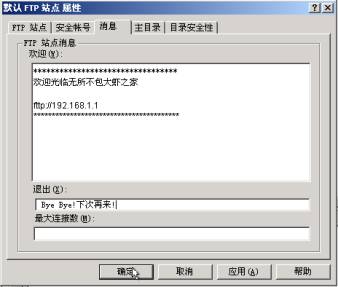 默认 FTP 站点 属性
FTP 站点 安全帐号 消息 主目录 目录安全性
FTP 站点消息
欢迎(W):
**********************************
欢迎光临无所不包大虾之家
fttp://192.168.1.1
**************************************
退出(X):
Bye Bye!下次再来!
最大连接数(M):
确定 取消 应用(A) 帮助